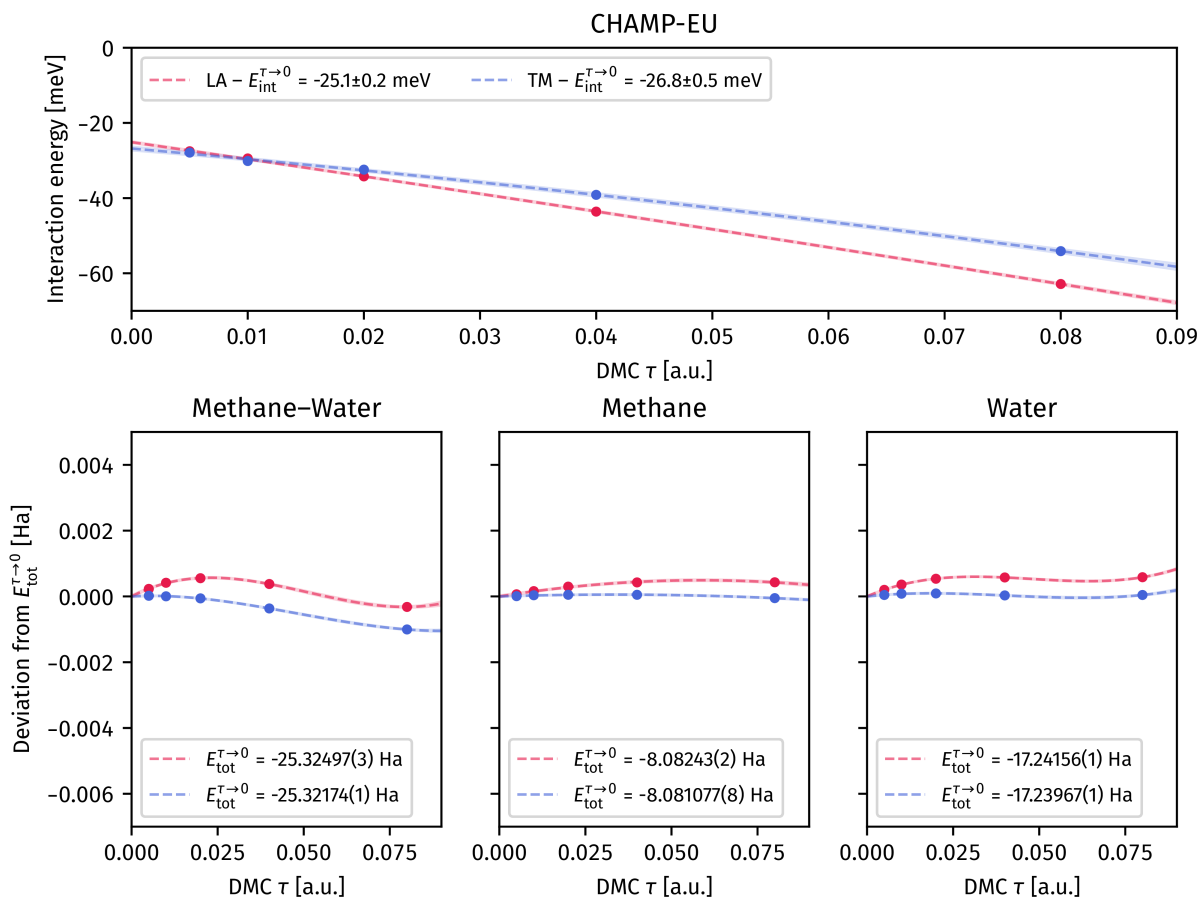 CHAMP-EU
Interaction energy [meV]
0
−20
−40
−60
LA – E_int^{τ→0} = -25.1±0.2 meV
TM – E_int^{τ→0} = -26.8±0.5 meV
0.00 0.01 0.02 0.03 0.04 0.05 0.06 0.07 0.08 0.09
DMC τ [a.u.]
Methane–Water
Methane
Water
Deviation from E_tot^{τ→0} [Ha]
0.004
0.002
0.000
−0.002
−0.004
−0.006
E_tot^{τ→0} = -25.32497(3) Ha
E_tot^{τ→0} = -25.32174(1) Ha
E_tot^{τ→0} = -8.08243(2) Ha
E_tot^{τ→0} = -8.081077(8) Ha
E_tot^{τ→0} = -17.24156(1) Ha
E_tot^{τ→0} = -17.23967(1) Ha
0.000 0.025 0.050 0.075
0.000 0.025 0.050 0.075
0.000 0.025 0.050 0.075
DMC τ [a.u.]
DMC τ [a.u.]
DMC τ [a.u.]